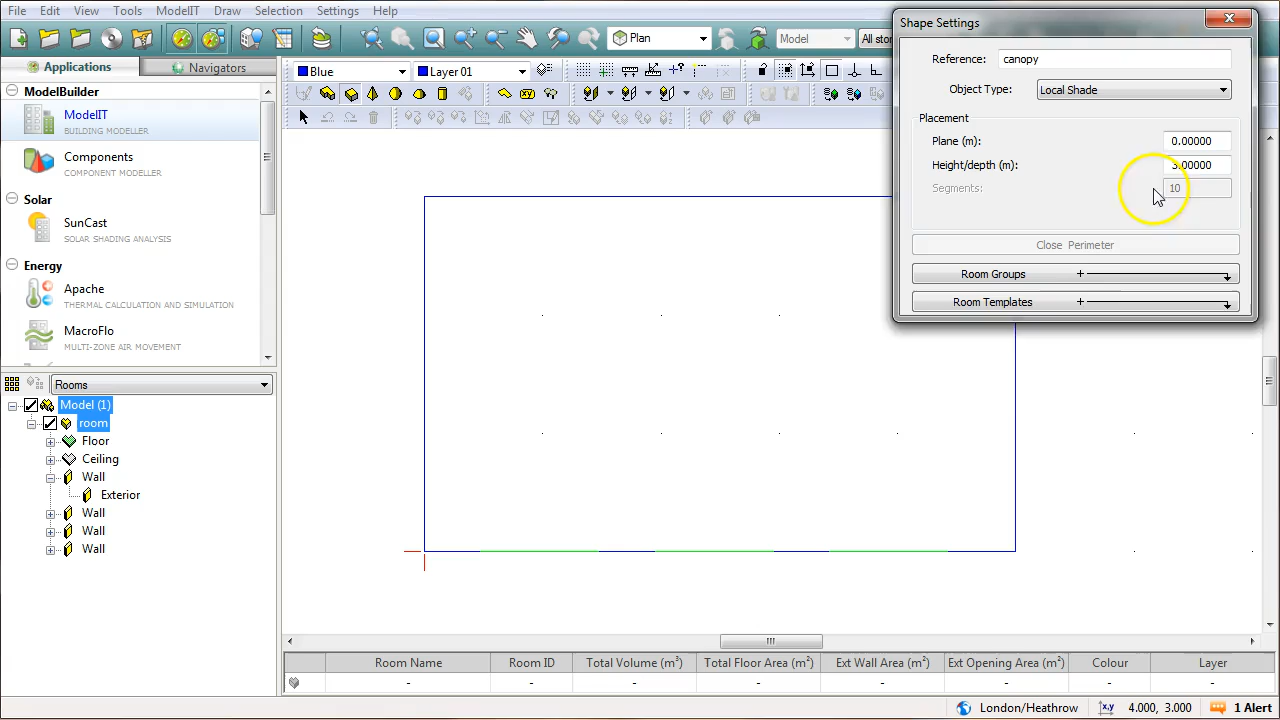 File Edit View Tools ModelIT Draw Selection Settings Help
Shape Settings
Reference: canopy
Object Type: Local Shade
Placement
Plane (m): 0.00000
Height/depth (m): 3.00000
Segments: 10
Close Perimeter
Room Groups
Room Templates
Plan
Model
All
Applications Navigators
Blue
Layer 01
ModelBuilder
ModelIT
BUILDING MODELLER
Components
COMPONENT MODELLER
Solar
SunCast
SOLAR SHADING ANALYSIS
Energy
Apache
THERMAL CALCULATION AND SIMULATION
MacroFlo
MULTI-ZONE AIR MOVEMENT
Rooms
Model (1)
room
Floor
Ceiling
Wall
Exterior
Wall
Wall
Wall
Room Name Room ID Total Volume (m³) Total Floor Area (m²) Ext Wall Area (m²) Ext Opening Area (m²) Colour Layer
- - - - - - - -
London/Heathrow x,y 4.000, 3.000 1 Alert